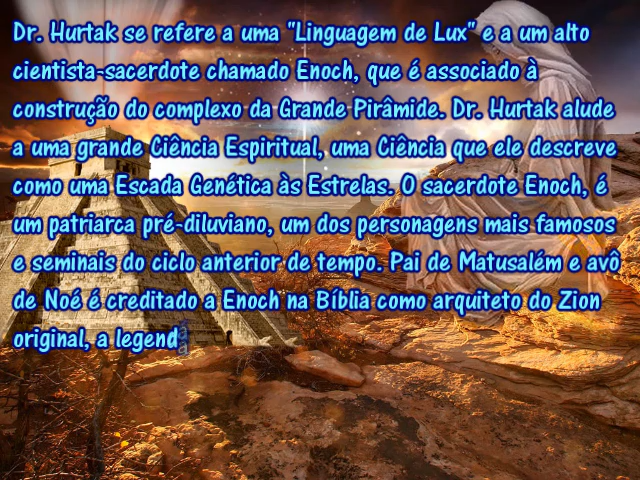 Dr. Hurtak se refere a uma "Linguagem de Lux" e a um alto
cientista-sacerdote chamado Enoch, que é associado à
construção do complexo da Grande Pirâmide. Dr. Hurtak alude
a uma grande Ciência Espiritual, uma Ciência que ele descreve
como uma Escada Genética às Estrelas. O sacerdote Enoch, é
um patriarca pré-diluviano, um dos personagens mais famosos
e seminais do ciclo anterior de tempo. Pai de Matusalém e avô
de Noé é creditado a Enoch na Bíblia como arquiteto do Zion
original, a legend